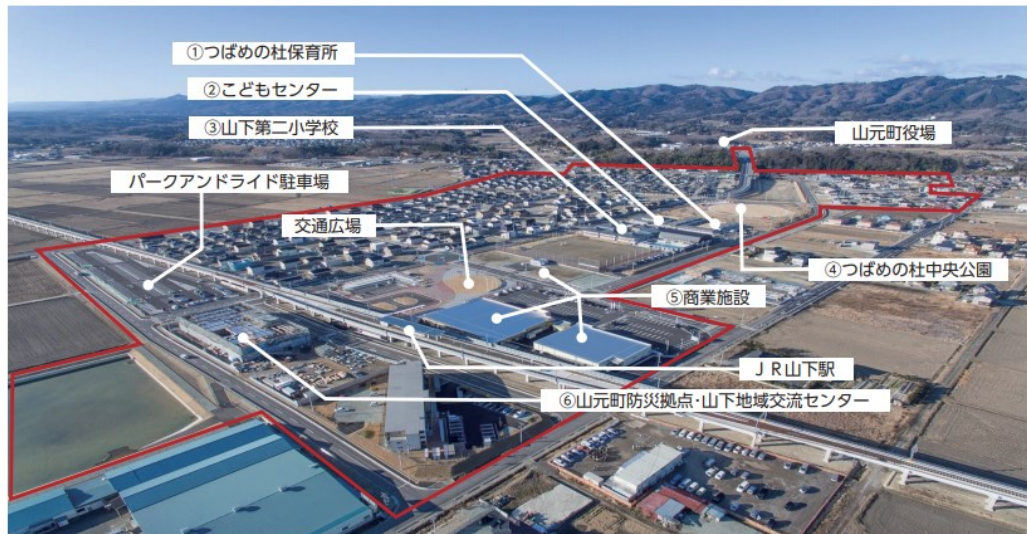 ①つばめの杜保育所
②こどもセンター
③山下第二小学校
山元町役場
パークアンドライド駐車場
交通広場
④つばめの杜中央公園
⑤商業施設
ＪＲ山下駅
⑥山元町防災拠点・山下地域交流センター